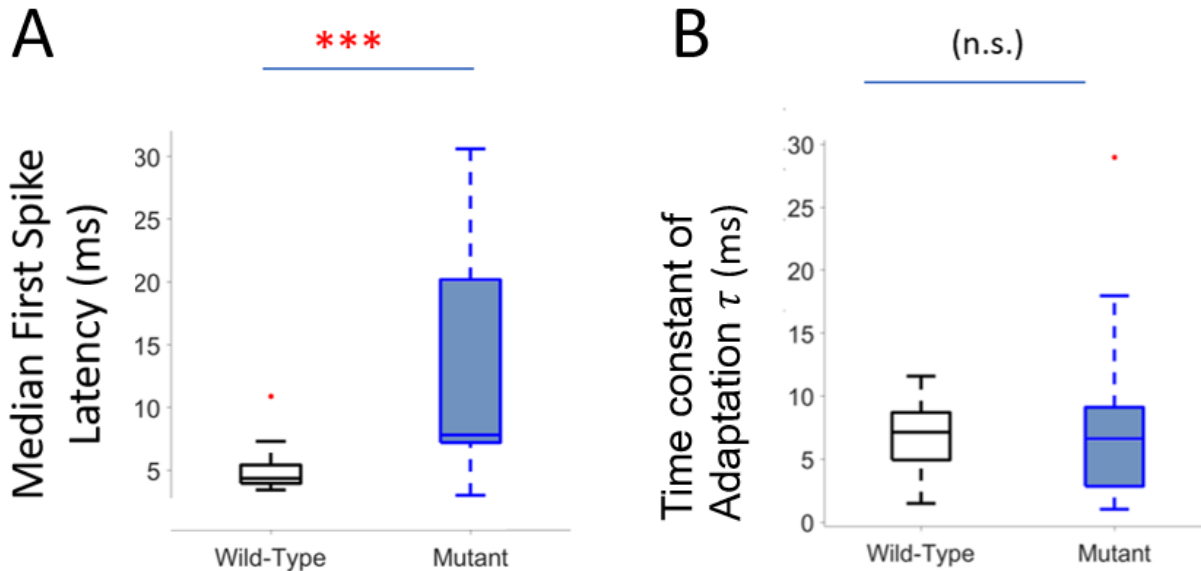 A
***
Median First Spike
Latency (ms)
30
25
20
15
10
5
Wild-Type
Mutant
B
(n.s.)
Time constant of
Adaptation τ (ms)
30
25
20
15
10
5
0
Wild-Type
Mutant